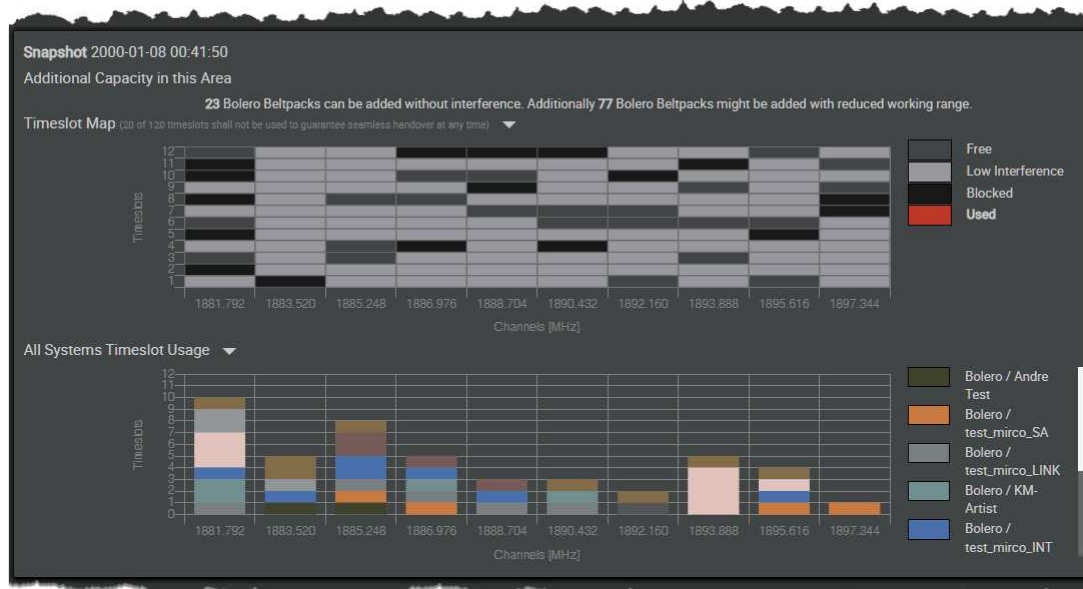 Snapshot 2000-01-08 00:41:50
Additional Capacity in this Area
23 Bolero Beltpacks can be added without interference. Additionally 77 Bolero Beltpacks might be added with reduced working range.
Timeslot Map (20 of 120 timeslots shall not be used to guarantee seamless handover at any time)
12
11
10
9
8
7
6
5
4
3
2
1
Timeslots
1881.792 1883.520 1885.248 1886.976 1888.704 1890.432 1892.160 1893.888 1895.616 1897.344
Channels [MHz]
Free
Low Interference
Blocked
Used
All Systems Timeslot Usage
12
11
10
9
8
7
6
5
4
3
2
1
0
Timeslots
1881.792 1883.520 1885.248 1886.976 1888.704 1890.432 1892.160 1893.888 1895.616 1897.344
Channels [MHz]
Bolero / Andre
Test
Bolero /
test_mirco_SA
Bolero /
test_mirco_LINK
Bolero / KM-
Artist
Bolero /
test_mirco_INT